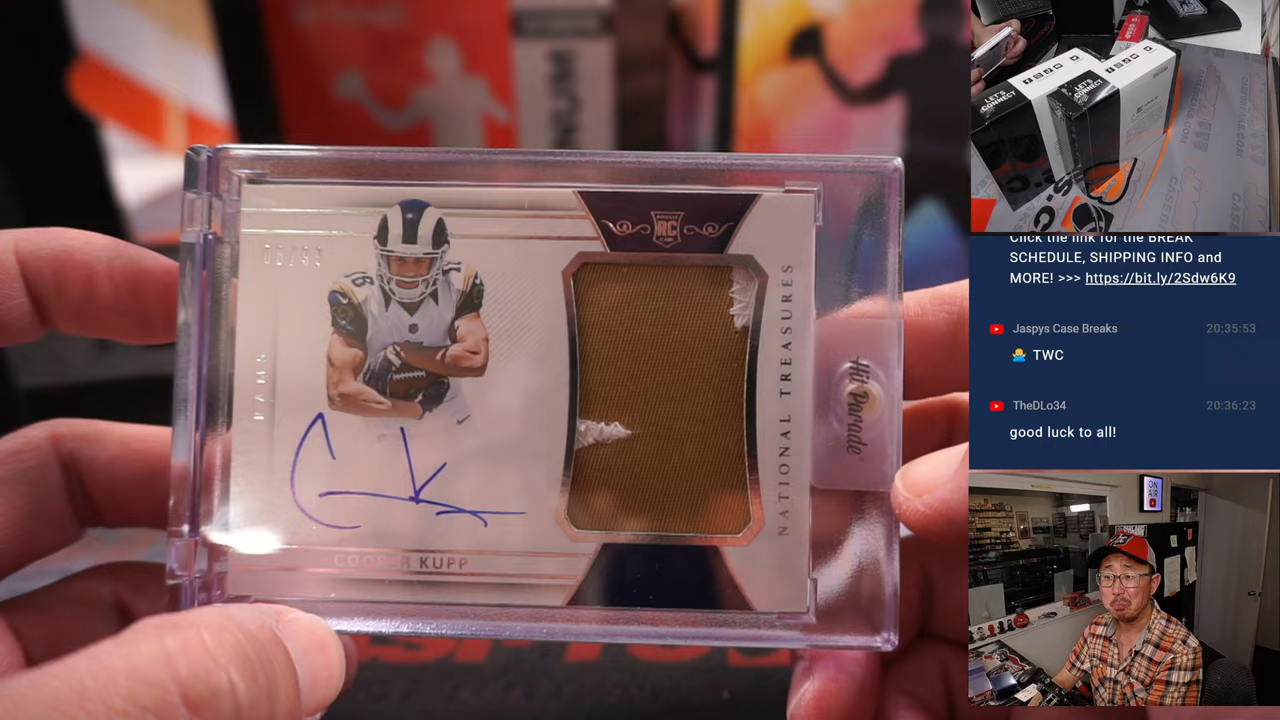 RC
NATIONAL TREASURES
RAMS
COOPER KUPP
Hit Parade
LET'S
CONNECT
LET'S
CONNECT
Click the link for the BREAK
SCHEDULE, SHIPPING INFO and
MORE! >>> https://bit.ly/2Sdw6K9
Jaspys Case Breaks 20:35:53
TWC
TheDLo34 20:36:23
good luck to all!
ON
AIR